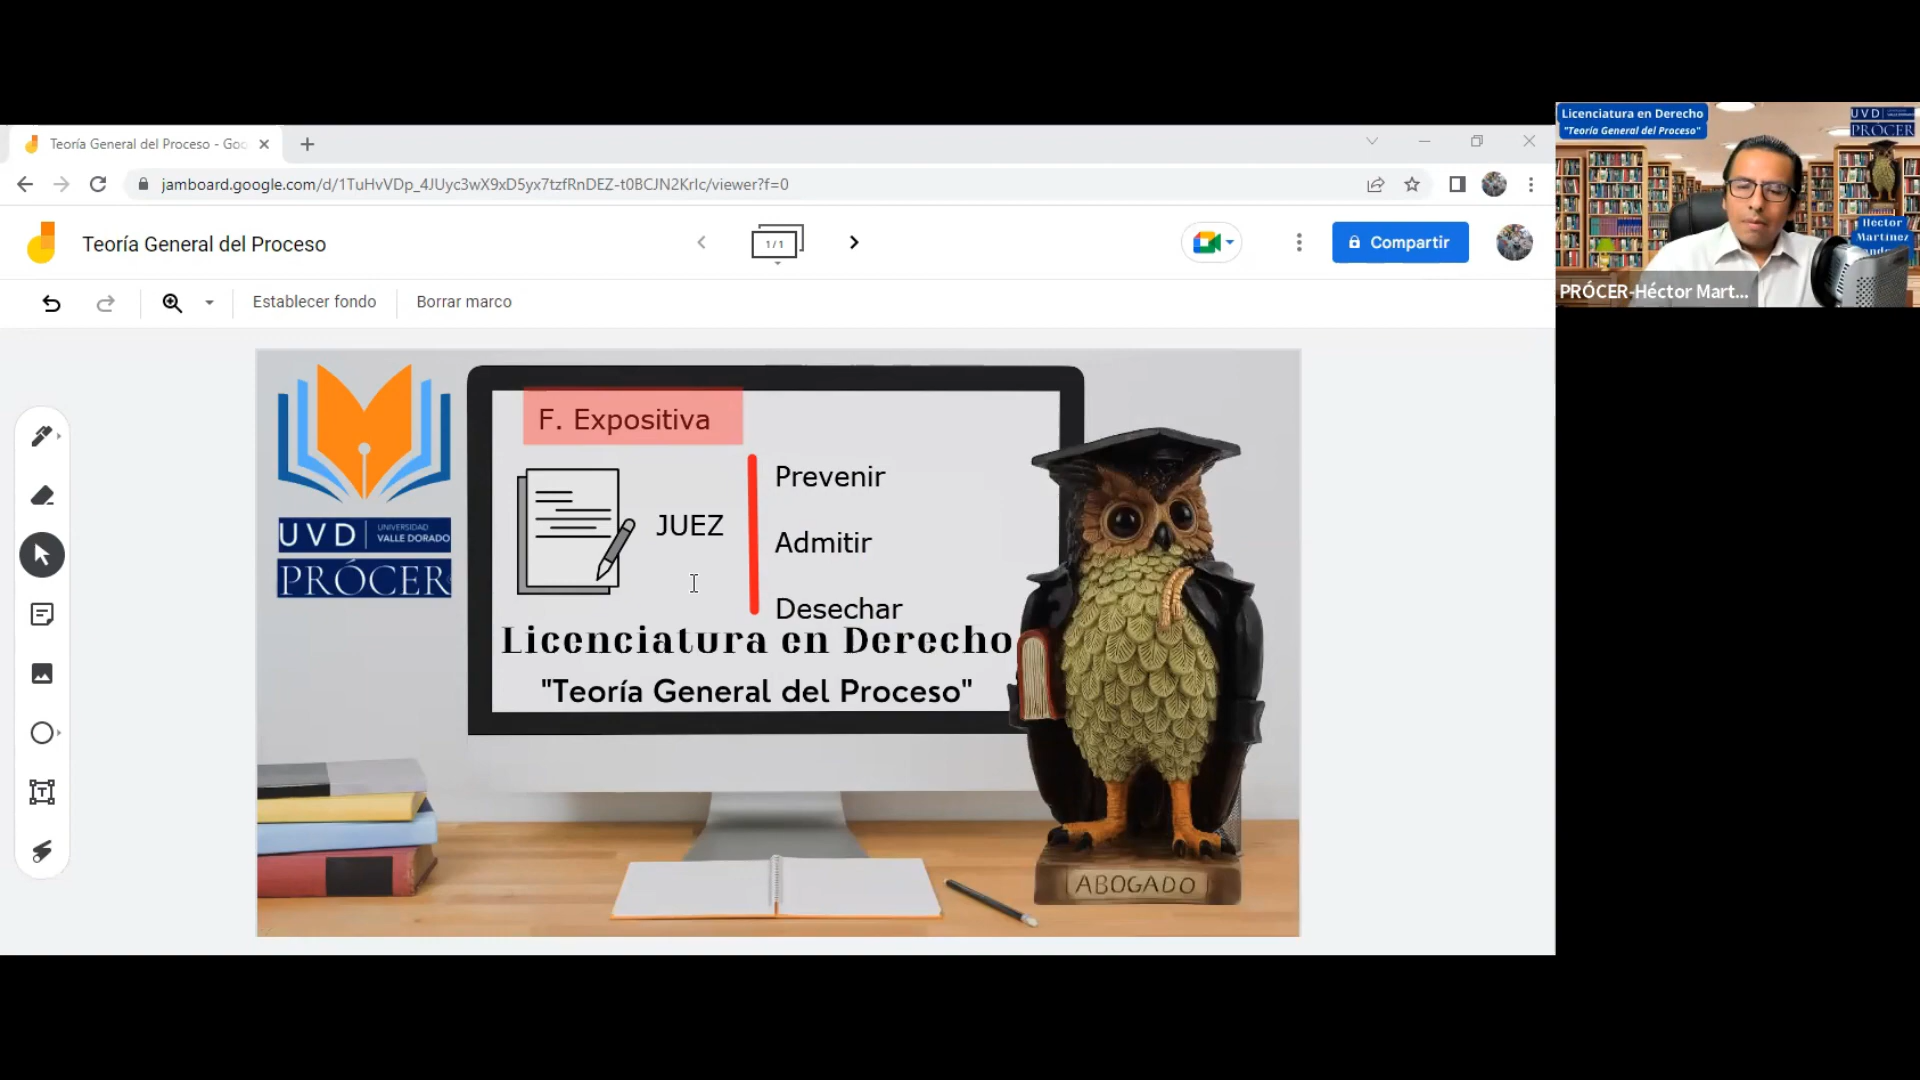 Teoría General del Proceso - Goo
jamboard.google.com/d/1TuHvVDp_4JUyc3wX9xD5yx7tzfRnDEZ-t0BCJN2KrIc/viewer?f=0
Teoría General del Proceso
1/1
Compartir
Establecer fondo
Borrar marco
UVD
UNIVERSIDAD
VALLE DORADO
PRÓCER
F. Expositiva
JUEZ
Prevenir
Admitir
Desechar
Licenciatura en Derecho
"Teoría General del Proceso"
ABOGADO
Licenciatura en Derecho
"Teoría General del Proceso"
UVD
PRÓCER
Héctor
Martínez
PRÓCER-Héctor Mart...